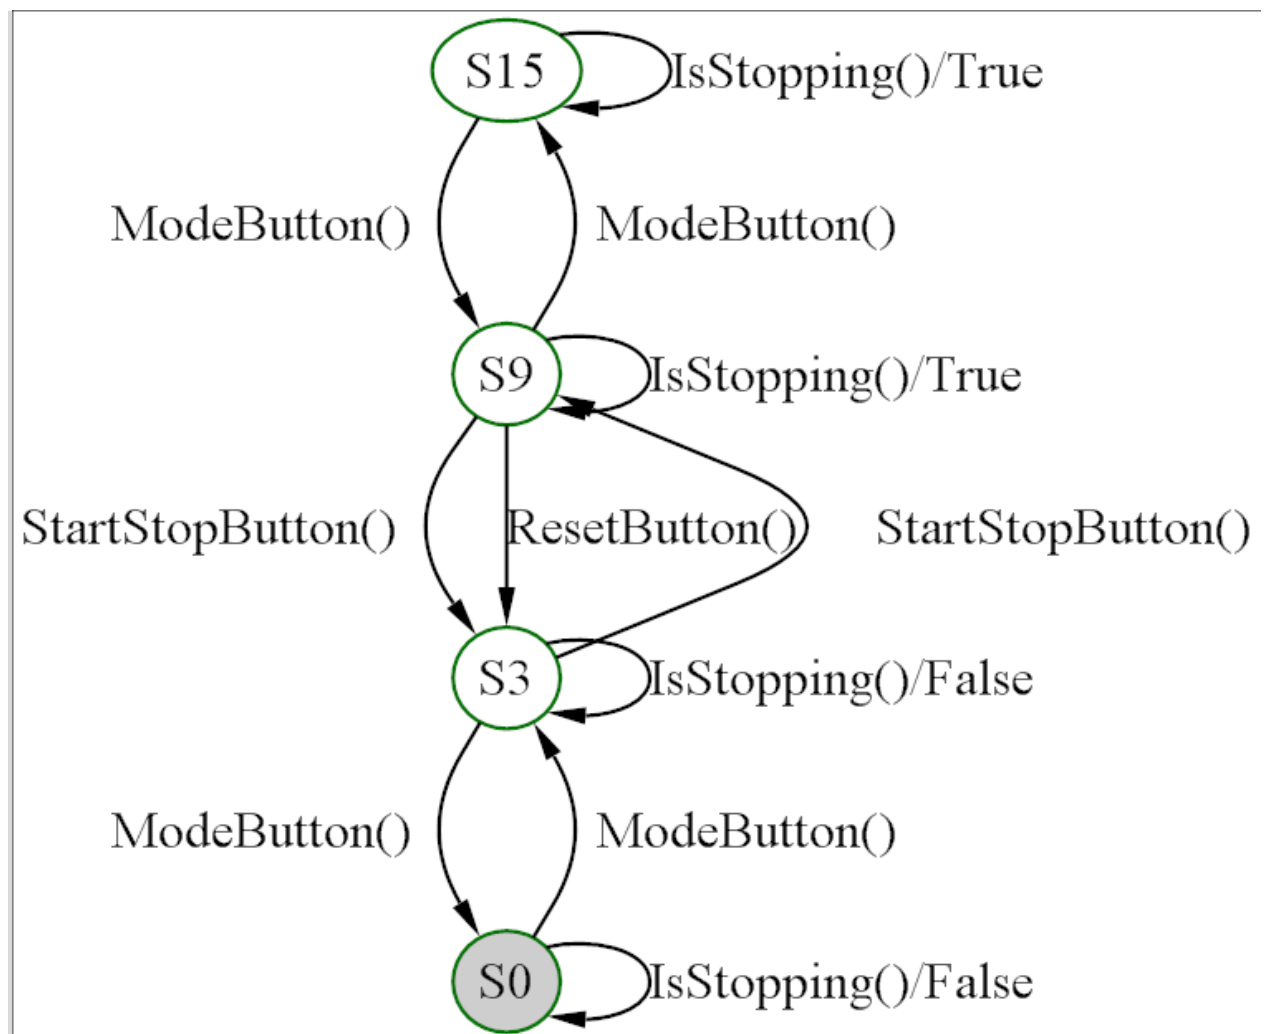 S15
IsStopping()/True
ModeButton()
ModeButton()
S9
IsStopping()/True
StartStopButton()
ResetButton()
StartStopButton()
S3
IsStopping()/False
ModeButton()
ModeButton()
S0
IsStopping()/False